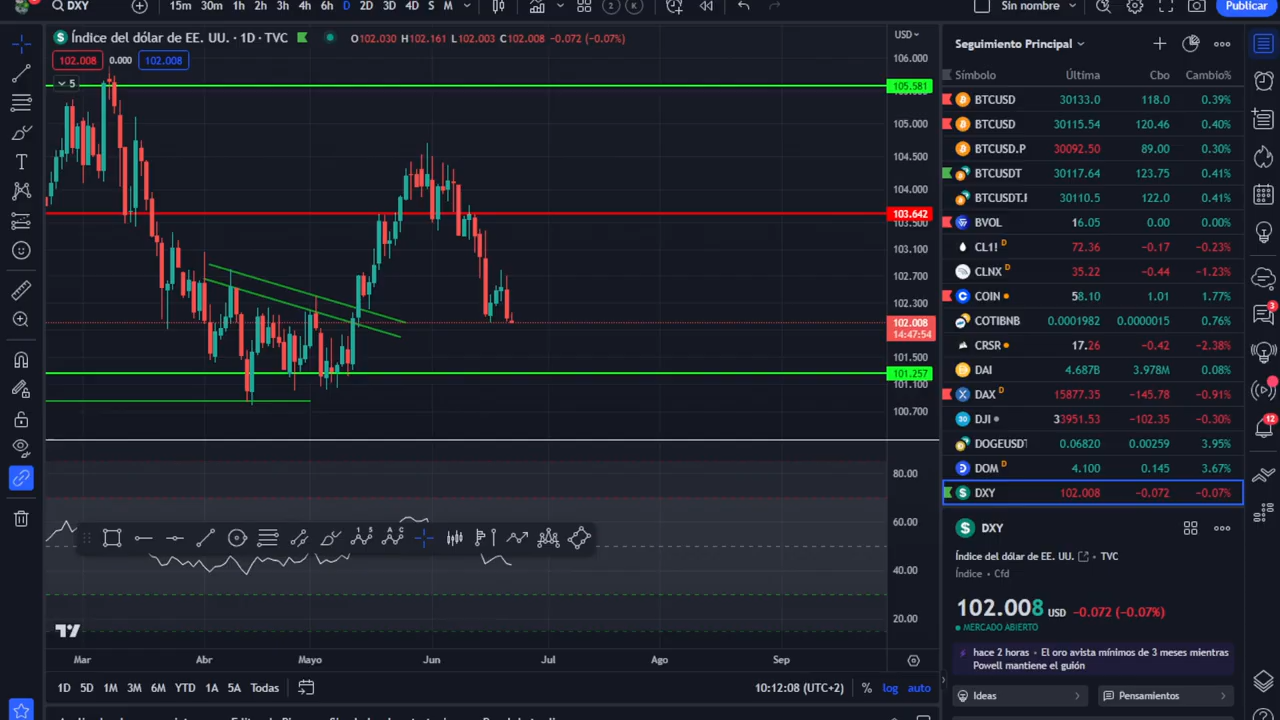 DXY
15m 30m 1h 2h 3h 4h 6h D 2D 3D 4D S M
2 K
Sin nombre
Publicar
Índice del dólar de EE. UU. · 1D · TVC
O102.030 H102.161 L102.003 C102.008 -0.072 (-0.07%)
102.008 0.000 102.008
5
USD
106.000
105.581
105.000
104.500
104.000
103.642
103.500
103.100
102.700
102.300
102.008
14:47:54
101.500
101.257
101.100
100.700
80.00
60.00
40.00
20.00
Mar Abr Mayo Jun Jul Ago Sep
1D 5D 1M 3M 6M YTD 1A 5A Todas
10:12:08 (UTC+2) % log auto
Seguimiento Principal
Símbolo Última Cbo Cambio%
BTCUSD 30133.0 118.0 0.39%
BTCUSD 30115.54 120.46 0.40%
BTCUSD.P 30092.50 89.00 0.30%
BTCUSDT 30117.64 123.75 0.41%
BTCUSDT.I 30110.5 122.0 0.41%
BVOL 16.05 0.00 0.00%
CL1! D 72.36 -0.17 -0.23%
CLNX D 35.22 -0.44 -1.23%
COIN 58.10 1.01 1.77%
COTIBNB 0.0001982 0.0000015 0.76%
CRSR 17.26 -0.42 -2.38%
DAI 4.687B 3.978M 0.08%
DAX D 15877.35 -145.78 -0.91%
DJI 33951.53 -102.35 -0.30%
DOGEUSDT 0.06820 0.00259 3.95%
DOM D 4.100 0.145 3.67%
DXY 102.008 -0.072 -0.07%
DXY
Índice del dólar de EE. UU. • TVC
Índice • Cfd
102.008 USD -0.072 (-0.07%)
MERCADO ABIERTO
hace 2 horas • El oro avista mínimos de 3 meses mientras
Powell mantiene el guión
Ideas
Pensamientos
3
12